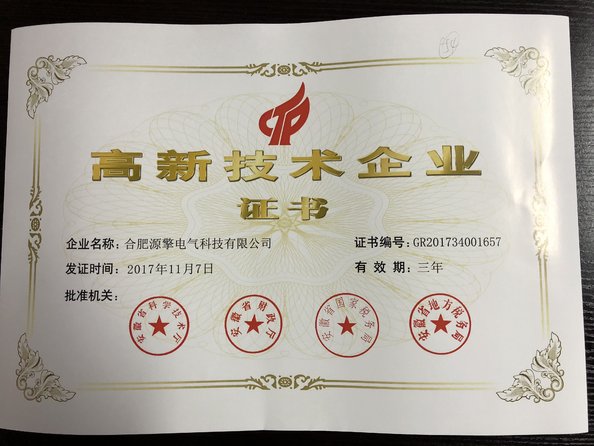 54
高新技术企业
证书
企业名称：合肥源擎电气科技有限公司
证书编号：GR201734001657
发证时间：2017年11月7日
有效期：三年
批准机关：
安徽省科学技术厅
安徽省财政厅
安徽省国家税务局
安徽省地方税务局